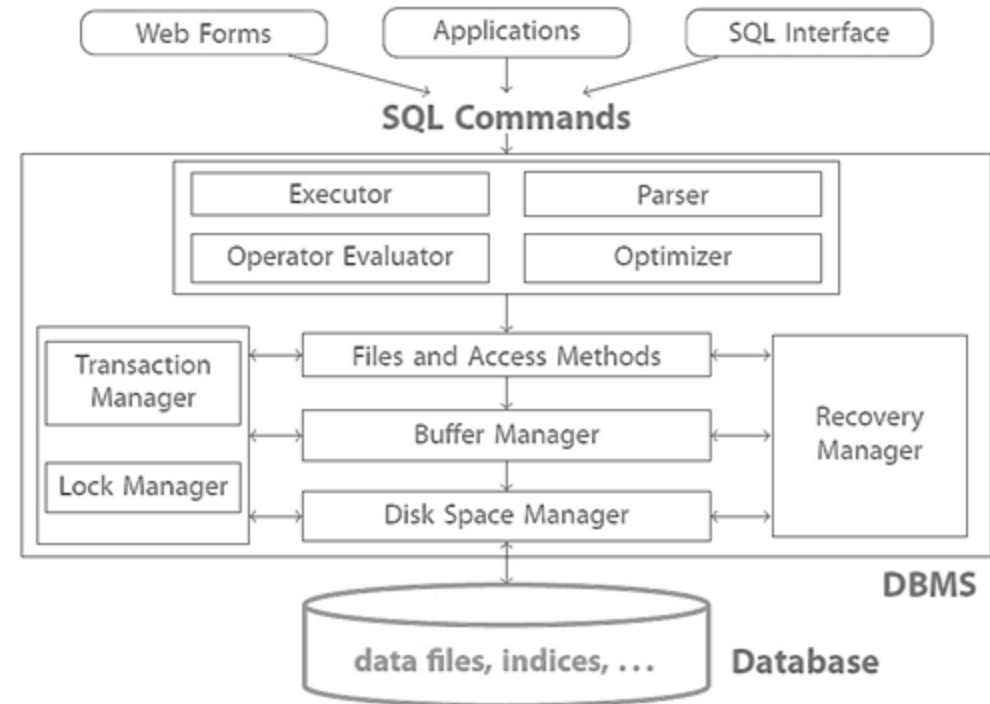 Web Forms
Applications
SQL Interface
SQL Commands
Executor
Parser
Operator Evaluator
Optimizer
Transaction
Manager
Lock Manager
Files and Access Methods
Buffer Manager
Disk Space Manager
Recovery
Manager
DBMS
data files, indices, ...
Database